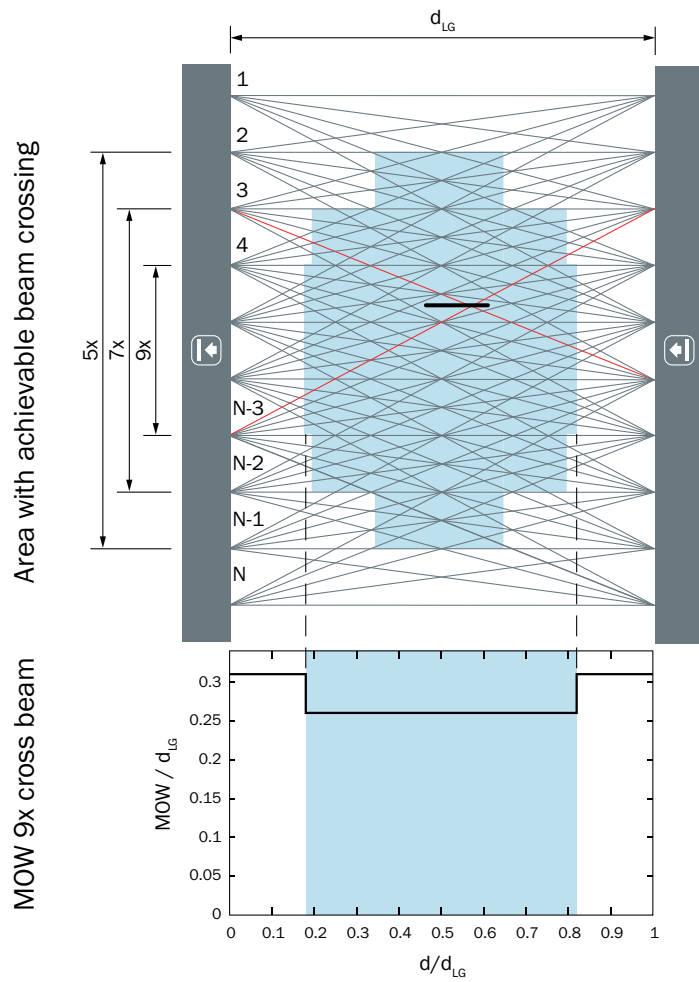 d_LG
Area with achievable beam crossing
5x
7x
9x
1
2
3
4
N-3
N-2
N-1
N
MOW 9x cross beam
MOW / d_LG
0.3
0.25
0.2
0.15
0.1
0.05
0
0 0.1 0.2 0.3 0.4 0.5 0.6 0.7 0.8 0.9 1
d/d_LG